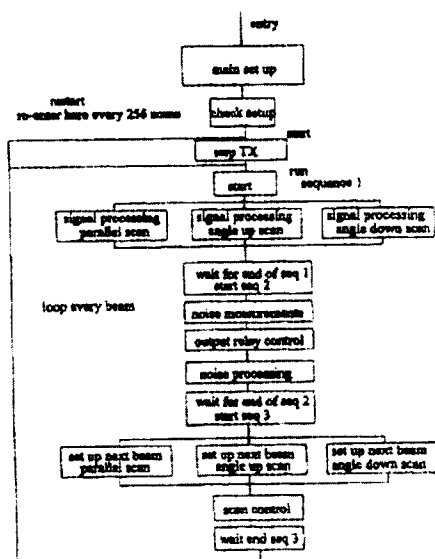 entry
main set up
restart
re-enter here every 256 scans
check setup
start
stop TX
start
run
sequence 1
signal processing
parallel scan
signal processing
angle up scan
signal processing
angle down scan
wait for end of seq 1
start seq 2
loop every beam
noise measurements
output relay control
noise processing
wait for end of seq 2
start seq 3
set up next beam
parallel scan
set up next beam
angle up scan
set up next beam
angle down scan
scan control
wait end seq 3